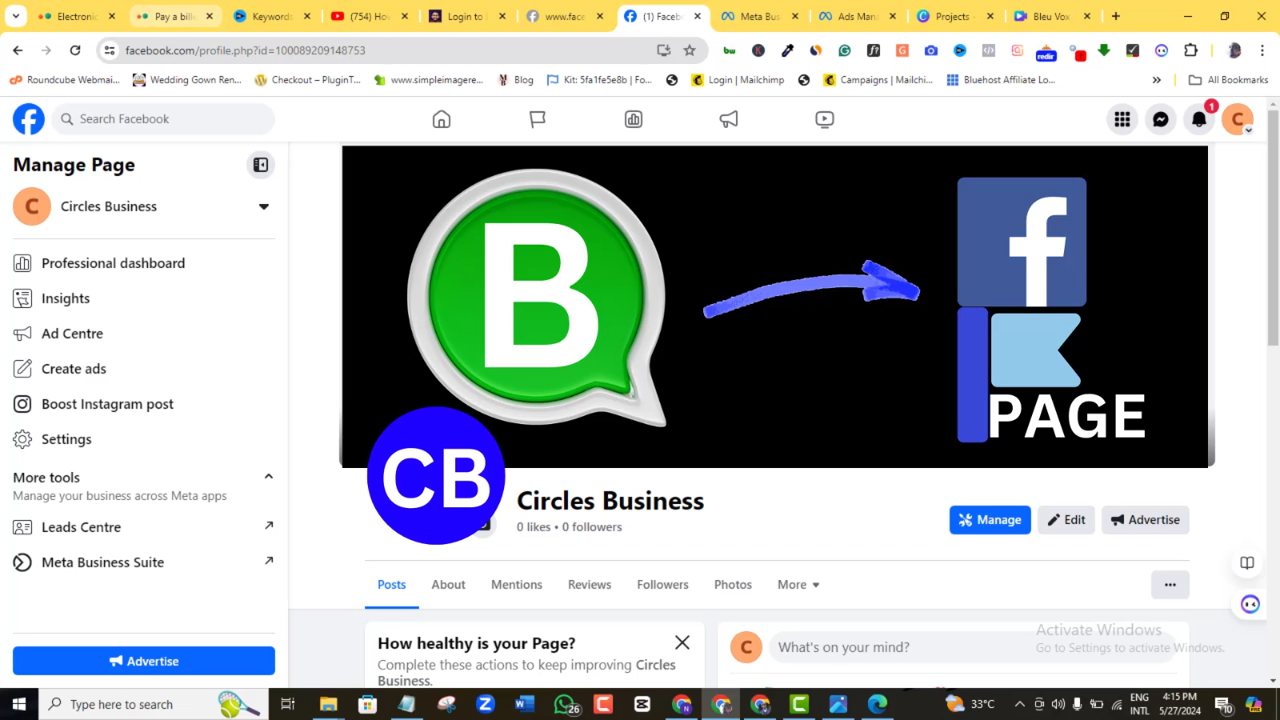 Electronic
Pay a billi
Keywords
(754) How
Login to
www.face
(1) Faceb
Meta Bus
Ads Man
Projects -
Bleu Vox
facebook.com/profile.php?id=100089209148753
Roundcube Webmai...
Wedding Gown Ren...
Checkout – PluginT...
www.simpleimagere...
Blog
Kit: 5fa1fe5e8b | Fo...
Login | Mailchimp
Campaigns | Mailchi...
Bluehost Affiliate Lo...
All Bookmarks
Search Facebook
1
C
Manage Page
C Circles Business
Professional dashboard
Insights
Ad Centre
Create ads
Boost Instagram post
Settings
More tools
Manage your business across Meta apps
Leads Centre
Meta Business Suite
Advertise
B
f
PAGE
CB
Circles Business
0 likes • 0 followers
Manage
Edit
Advertise
Posts About Mentions Reviews Followers Photos More
How healthy is your Page?
Complete these actions to keep improving Circles
Business.
C What's on your mind?
Activate Windows
Go to Settings to activate Windows.
Type here to search
26
33°C
ENG
INTL
4:15 PM
5/27/2024